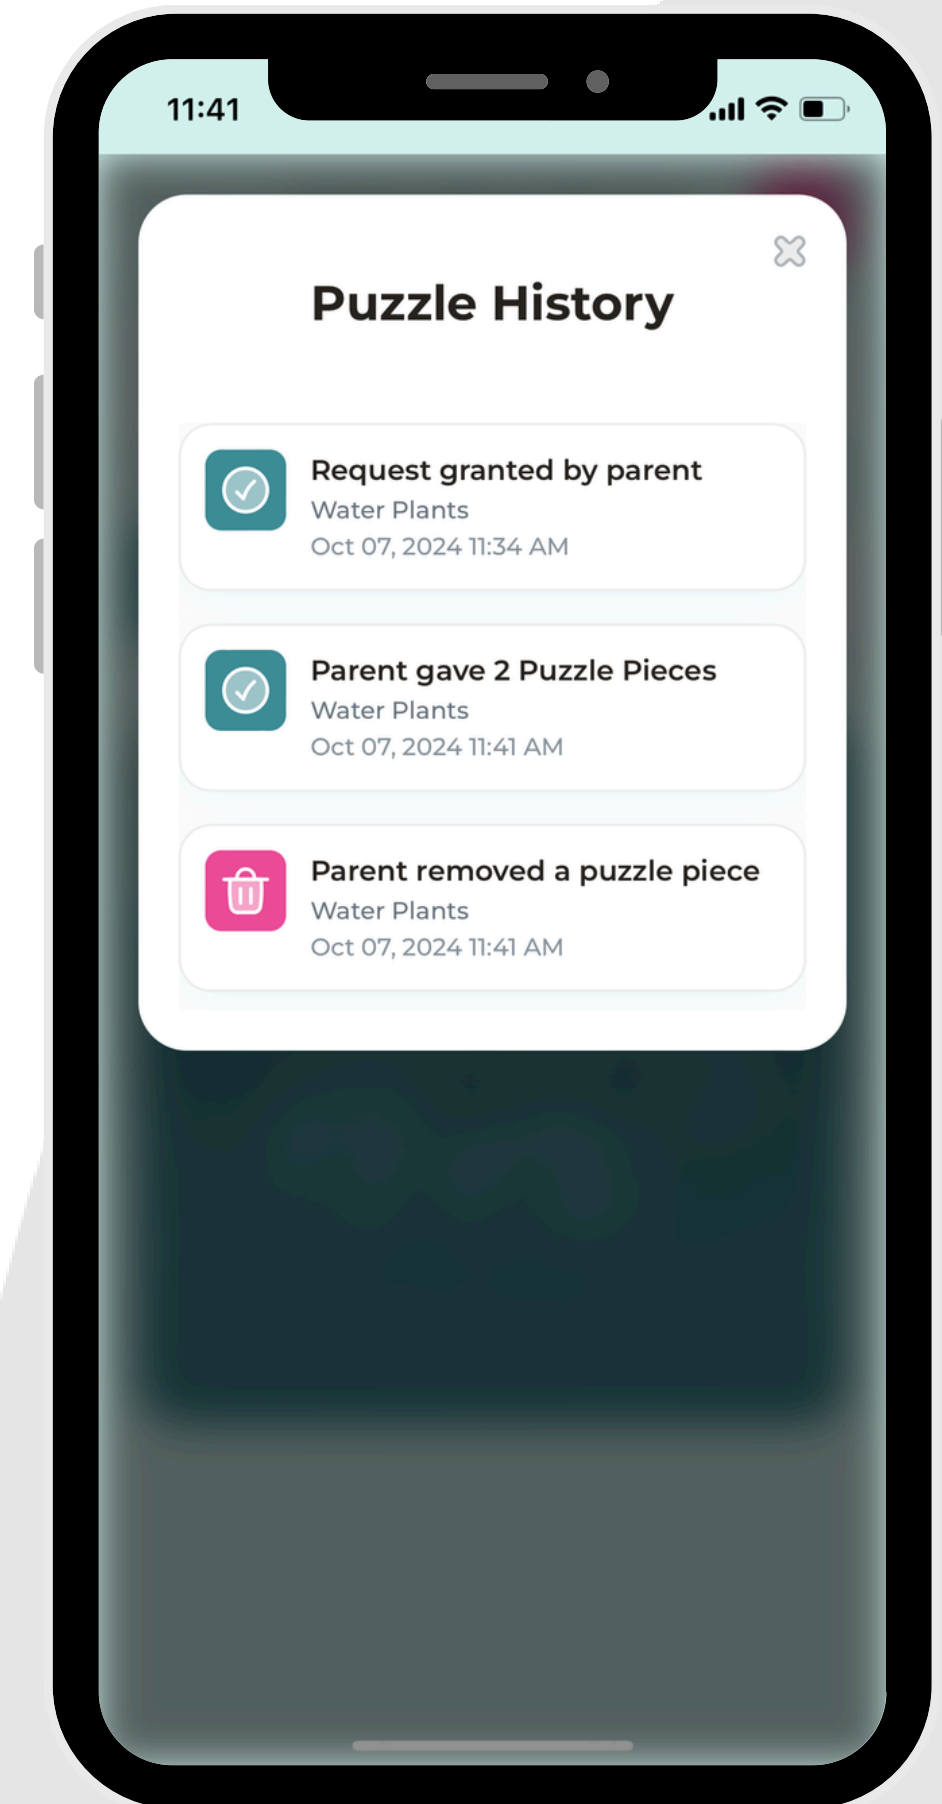 11:41
Puzzle History
Request granted by parent
Water Plants
Oct 07, 2024 11:34 AM
Parent gave 2 Puzzle Pieces
Water Plants
Oct 07, 2024 11:41 AM
Parent removed a puzzle piece
Water Plants
Oct 07, 2024 11:41 AM